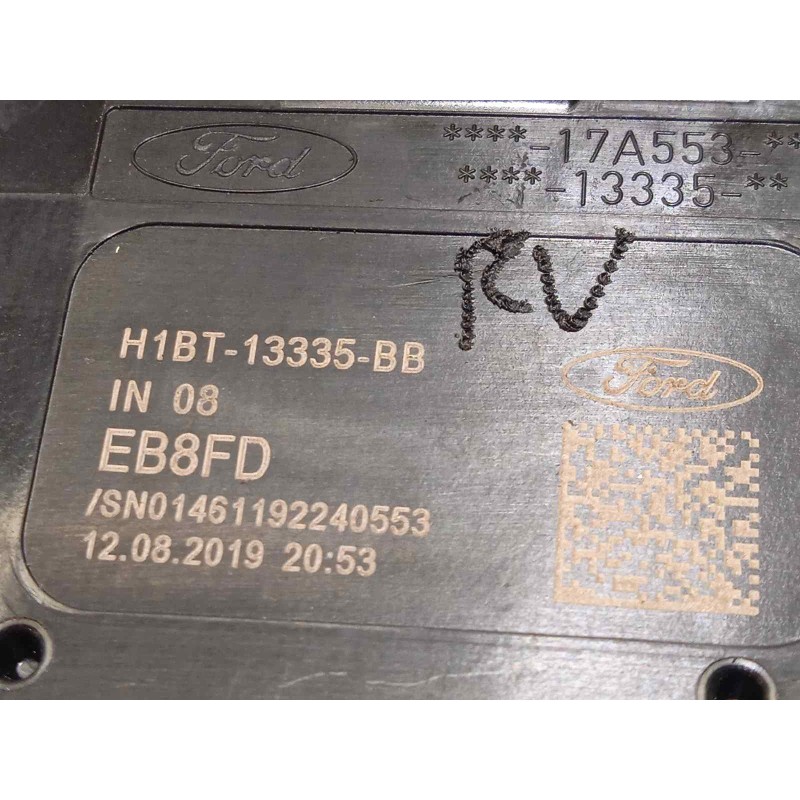 Ford
****-17A553-**
****-13335-**
RV
H1BT-13335-BB
Ford
IN 08
EB8FD
/SN01461192240553
12.08.2019 20:53